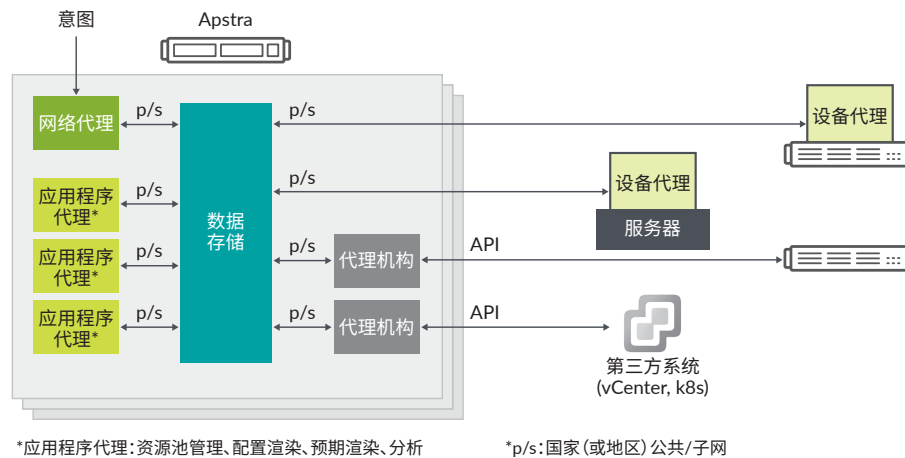 意图
Apstra
网络代理
p/s
p/s
设备代理
应用程序
代理*
p/s
数据
存储
p/s
设备代理
服务器
应用程序
代理*
p/s
p/s
代理机构
API
应用程序
代理*
p/s
p/s
代理机构
API
第三方系统
(vCenter, k8s)
*应用程序代理:资源池管理、配置渲染、预期渲染、分析
*p/s:国家(或地区)公共/子网